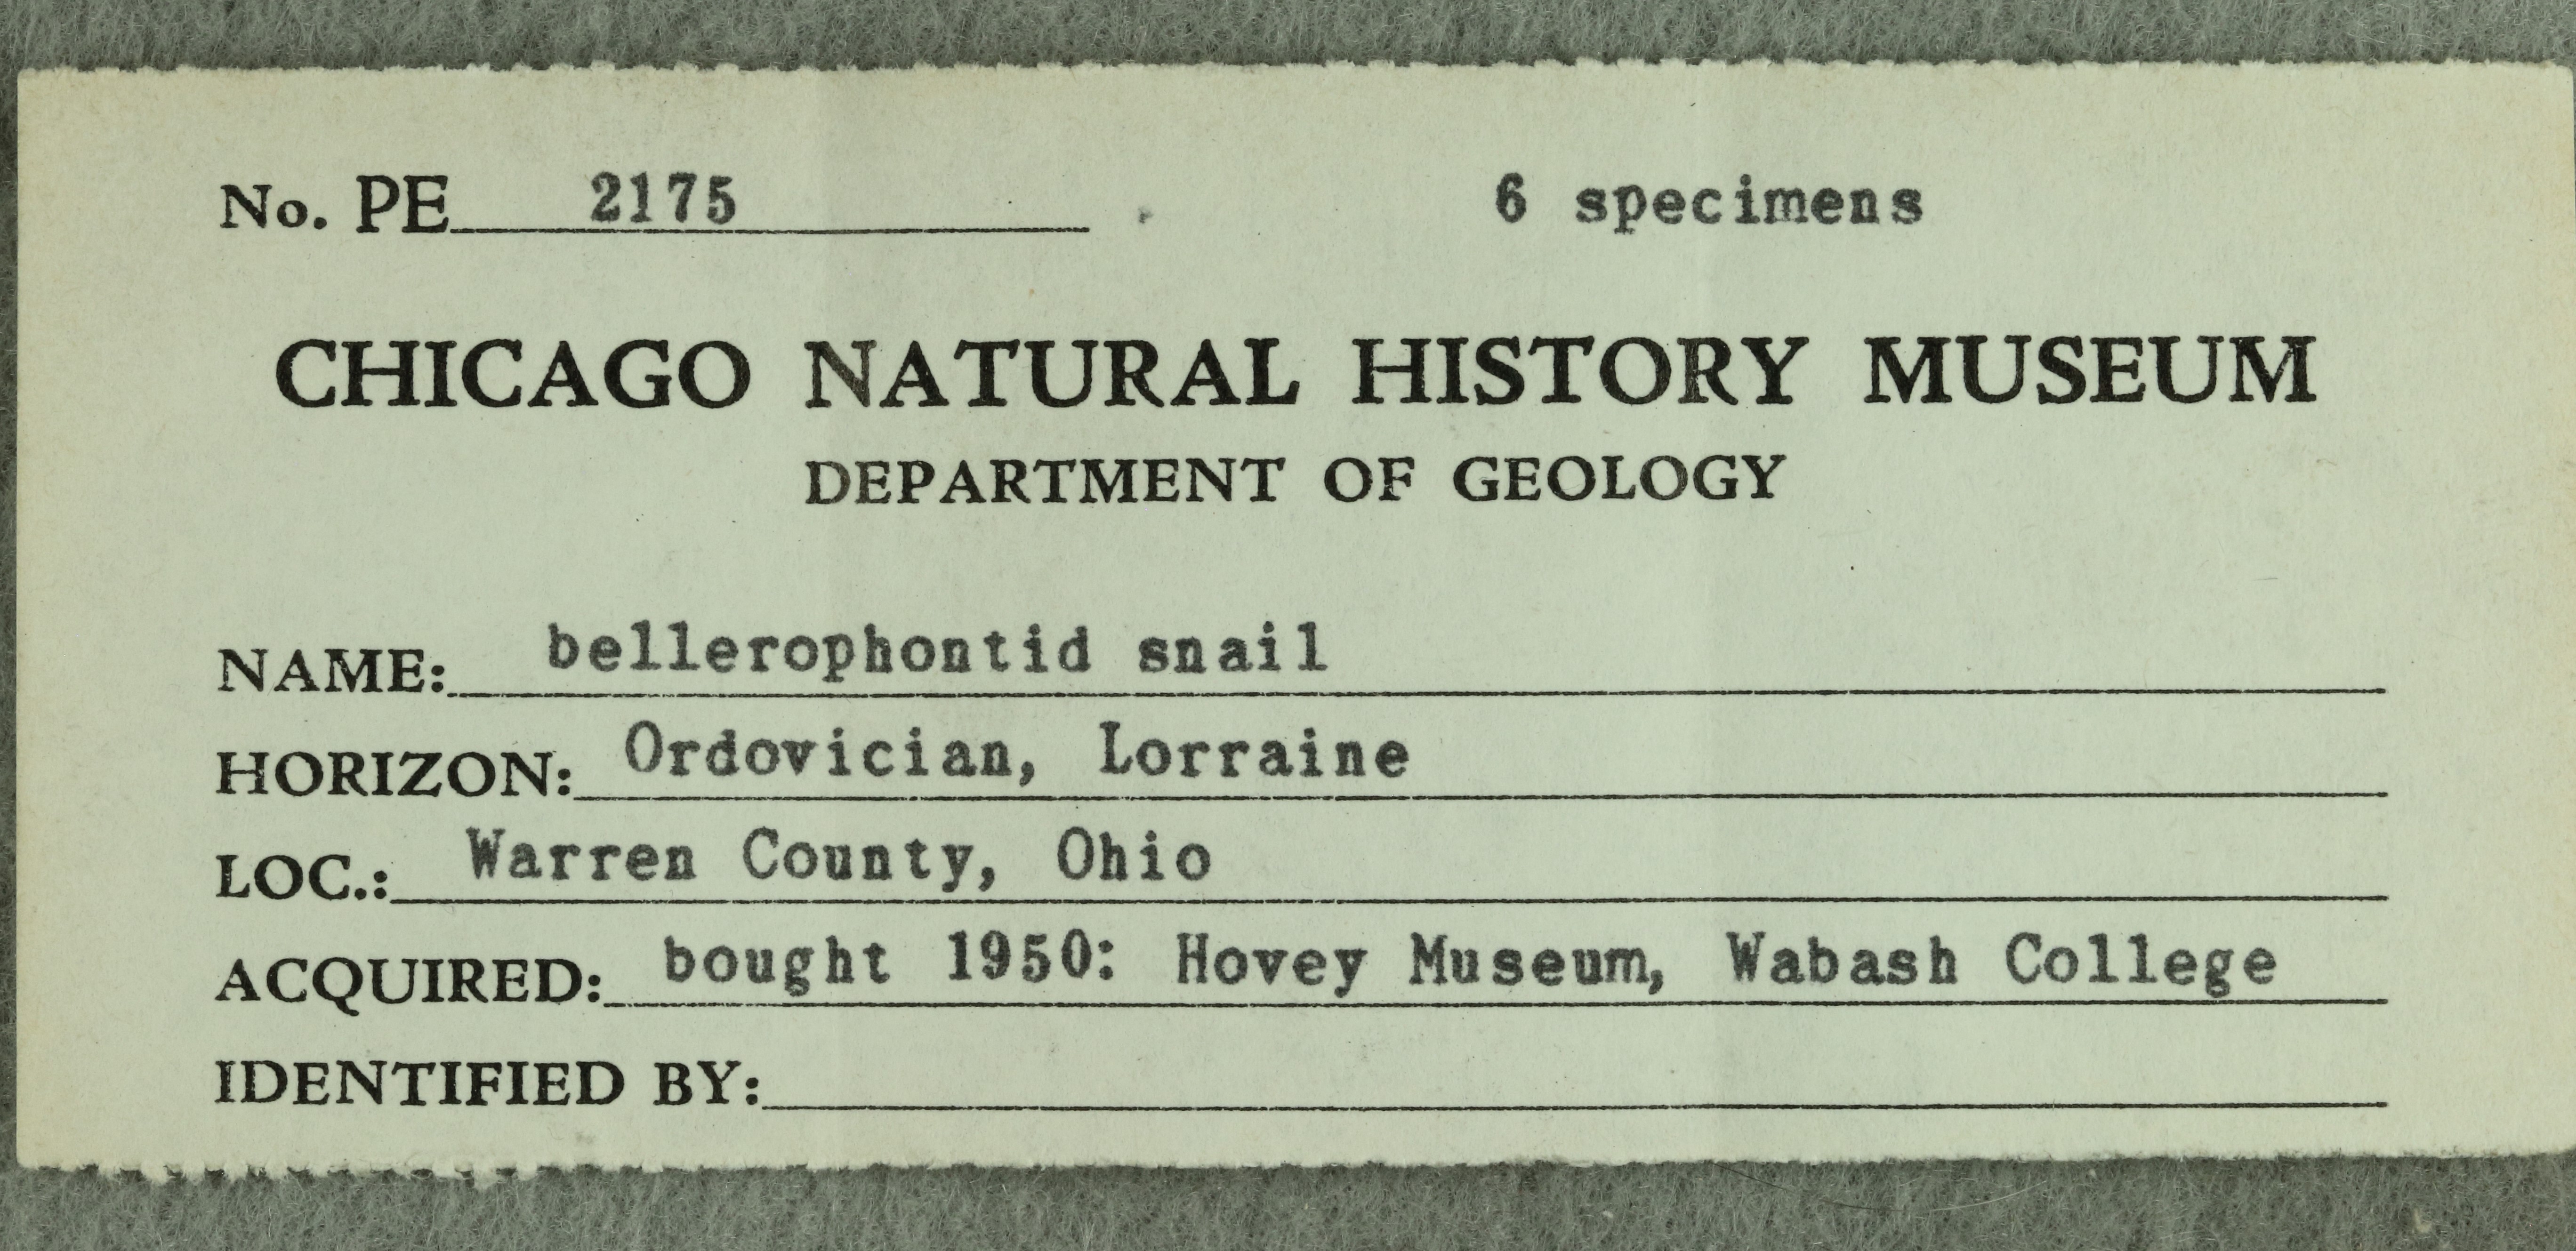 No. PE 2175 6 specimens
CHICAGO NATURAL HISTORY MUSEUM
DEPARTMENT OF GEOLOGY
NAME: bellerophontid snail
HORIZON: Ordovician, Lorraine
LOC.: Warren County, Ohio
ACQUIRED: bought 1950: Hovey Museum, Wabash College
IDENTIFIED BY: